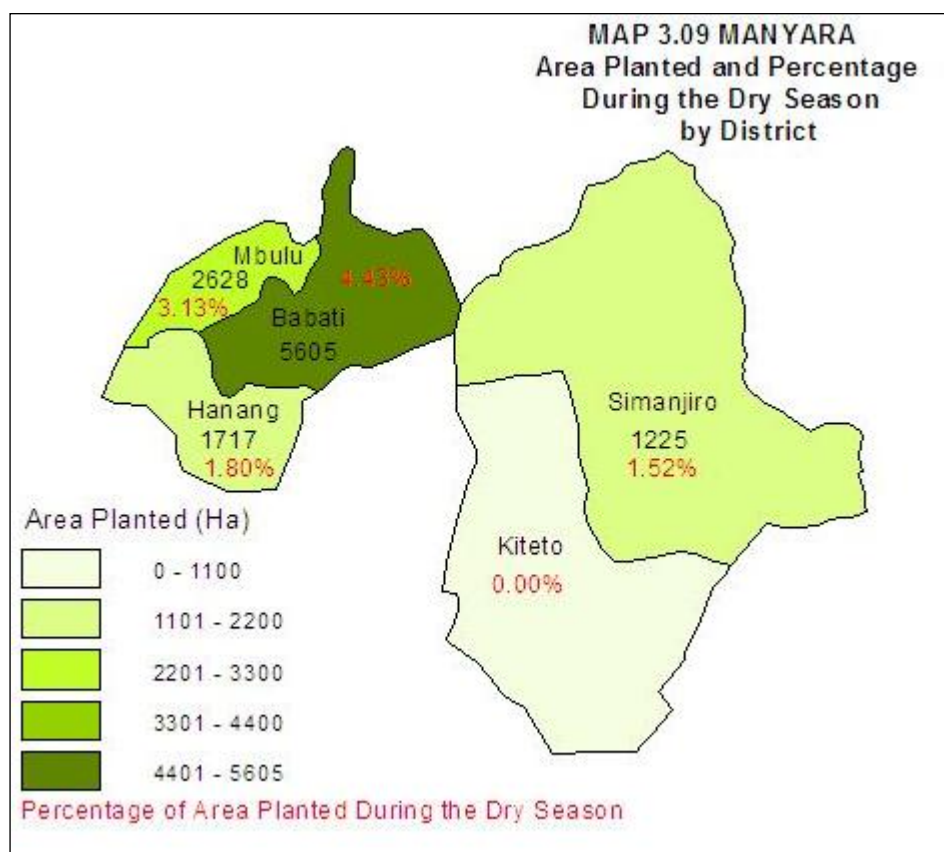 MAP 3.09 MANYARA
Area Planted and Percentage
During the Dry Season
by District
Mbulu
2628
3.13%
4.43%
Babati
5605
Hanang
1717
1.80%
Simanjiro
1225
1.52%
Kiteto
0.00%
Area Planted (Ha)
0 - 1100
1101 - 2200
2201 - 3300
3301 - 4400
4401 - 5605
Percentage of Area Planted During the Dry Season